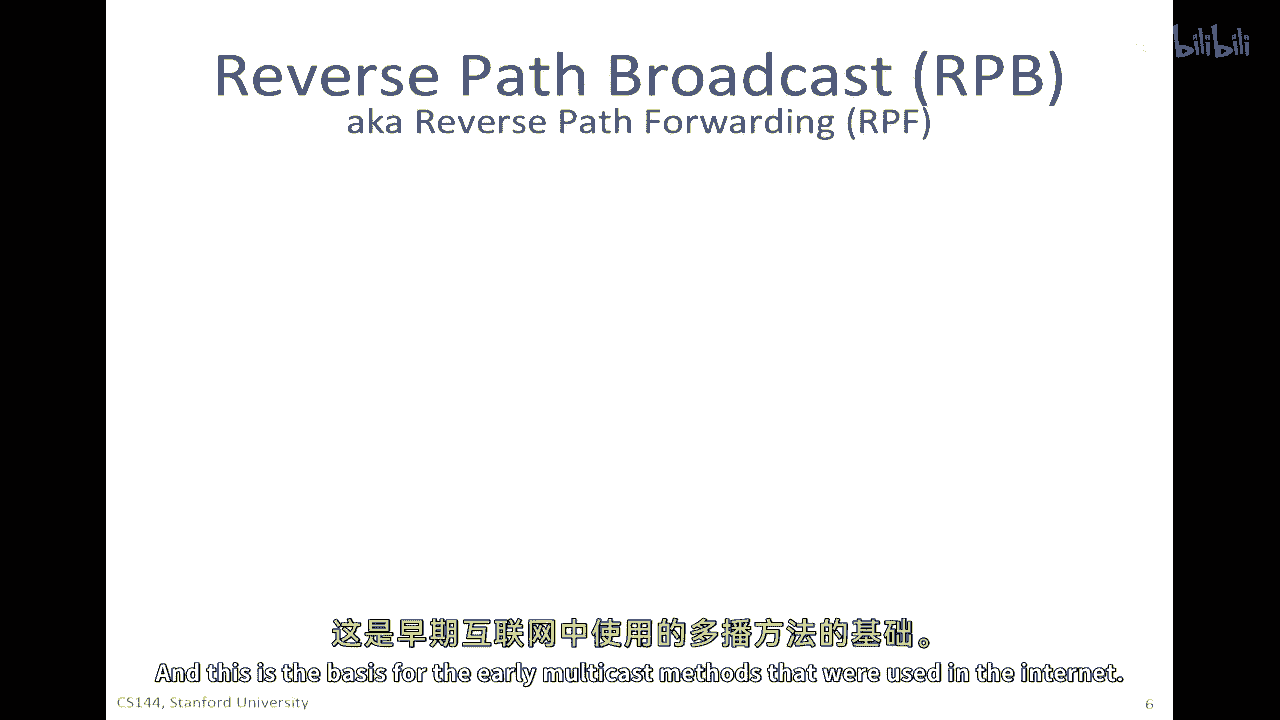 Reverse Path Broadcast (RPB)
aka Reverse Path Forwarding (RPF)
bilibili
这是早期互联网中使用的多播方法的基础。
And this is the basis for the early multicast methods that were used in the internet.
CS144, Stanford University
6